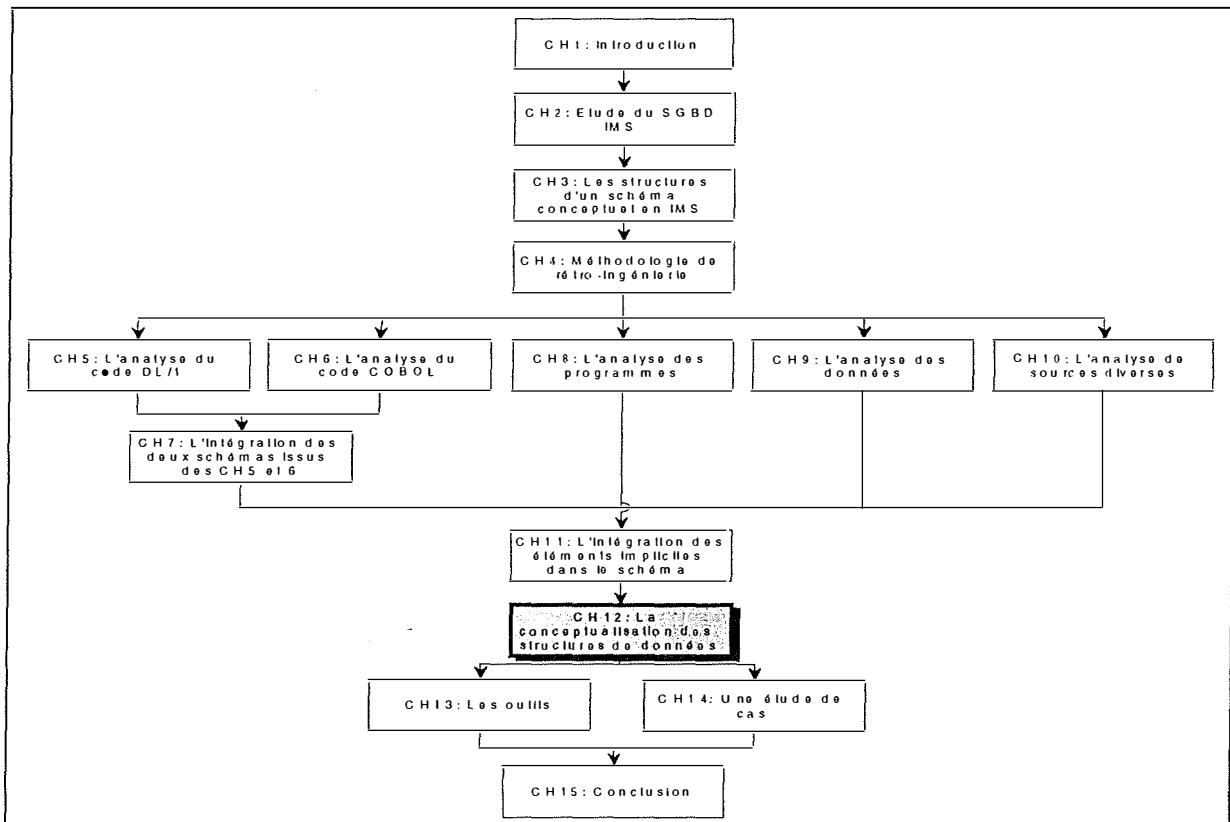 CH1: Introduction
CH2: Etude du SGBD
IMS
CH3: Les structures
d'un schéma
conceptuel en IMS
CH4: Méthodologie de
rétro-ingénierie
CH5: L'analyse du
code DL/1
CH6: L'analyse du
code COBOL
CH8: L'analyse des
programmes
CH9: L'analyse des
données
CH10: L'analyse de
sources diverses
CH7: L'intégration des
deux schémas issus
des CH5 et 6
CH11: L'intégration des
éléments implicites
dans le schéma
CH12: La
conceptualisation des
structures de données
CH13: Les outils
CH14: Une étude de
cas
CH15: Conclusion